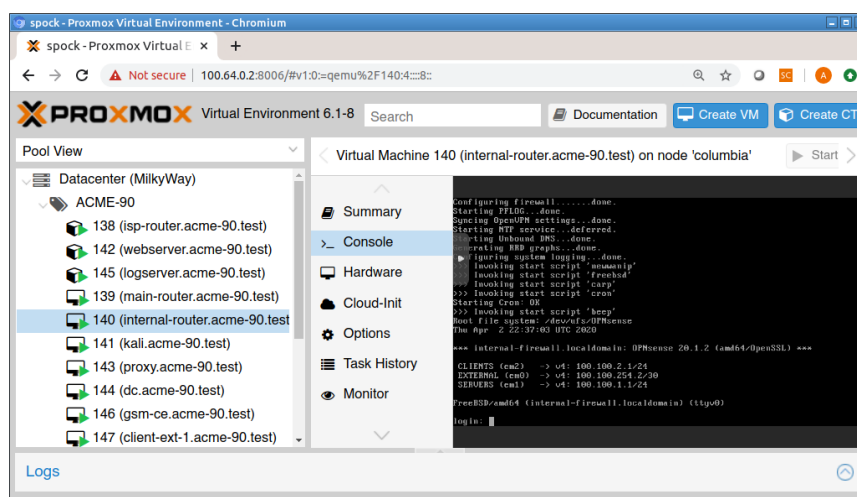 spock - Proxmox Virtual Environment - Chromium
spock - Proxmox Virtual E
Not secure | 100.64.0.2:8006/#v1:0:=qemu%2F140:4::::8::
SC
A
PROXMOX Virtual Environment 6.1-8 Search Documentation Create VM Create CT
Pool View
Virtual Machine 140 (internal-router.acme-90.test) on node 'columbia' Start
Datacenter (MilkyWay)
ACME-90
138 (isp-router.acme-90.test)
142 (webserver.acme-90.test)
145 (logserver.acme-90.test)
139 (main-router.acme-90.test)
140 (internal-router.acme-90.test
141 (kali.acme-90.test)
143 (proxy.acme-90.test)
144 (dc.acme-90.test)
146 (gsm-ce.acme-90.test)
147 (client-ext-1.acme-90.test)
Summary
>_ Console
Hardware
Cloud-Init
Options
Task History
Monitor
Configuring firewall.......done.
Starting PFLOG...done.
Syncing OpenVPN settings...done.
Starting NTP service...deferred.
arting Unbound DNS...done.
nerating RRD graphs...done.
figuring system logging...done.
>>> Invoking start script 'newwanip'
>>> Invoking start script 'freebsd'
>>> Invoking start script 'carp'
>>> Invoking start script 'cron'
Starting Cron: OK
>>> Invoking start script 'beep'
Root file system: /dev/ufs/OPNsense
Thu Apr  2 22:37:03 UTC 2020
*** internal-firewall.localdomain: OPNsense 20.1.2 (amd64/OpenSSL) ***
CLIENTS (em2) -> v4: 100.100.2.1/24
EXTERNAL (em0) -> v4: 100.100.254.2/30
SERVERS (em1) -> v4: 100.100.1.1/24
FreeBSD/amd64 (internal-firewall.localdomain) (ttyv0)
login:
Logs